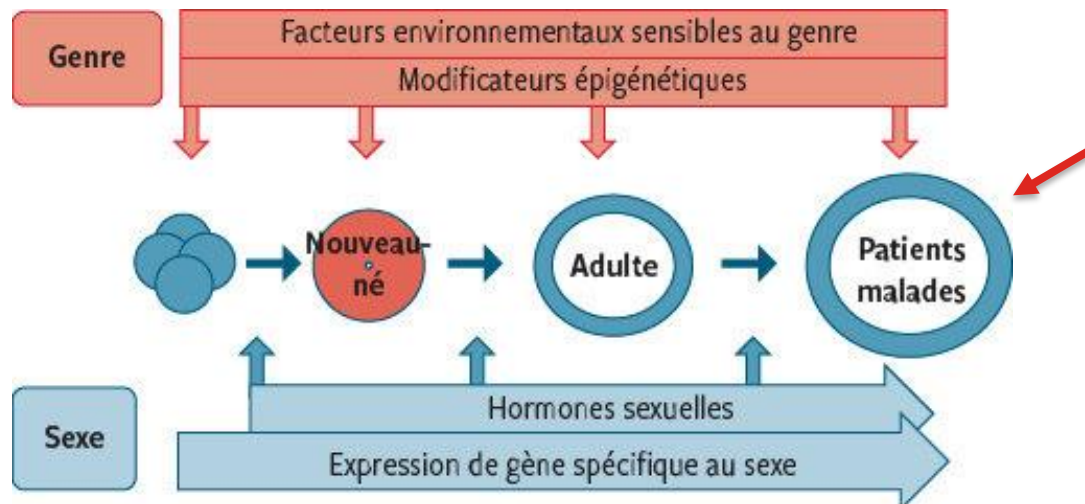 Genre
Facteurs environnementaux sensibles au genre
Modificateurs épigénétiques
Nouveau-
né
Adulte
Patients
malades
Sexe
Hormones sexuelles
Expression de gène spécifique au sexe